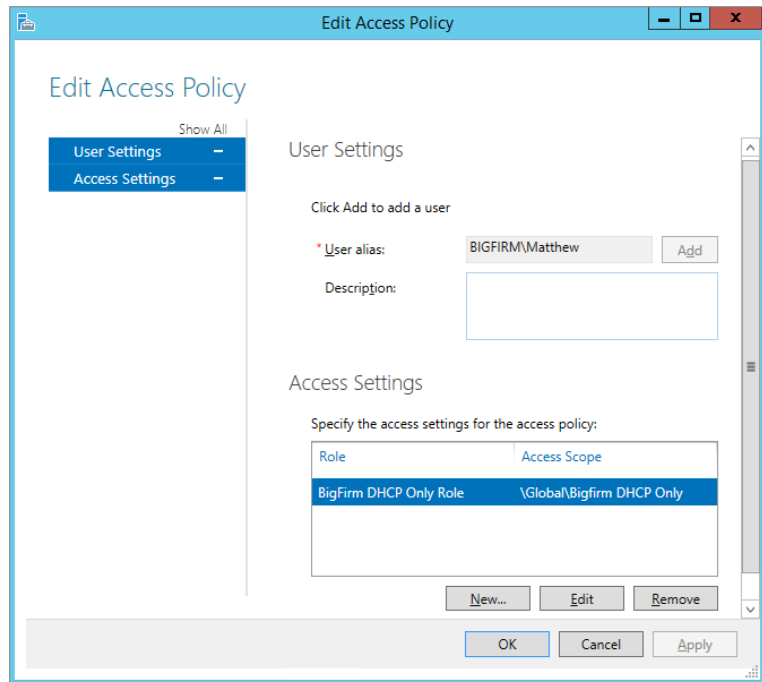 Edit Access Policy
Edit Access Policy
Show All
User Settings
Access Settings
User Settings
Click Add to add a user
* User alias:
BIGFIRM\Matthew
Add
Description:
Access Settings
Specify the access settings for the access policy:
Role Access Scope
BigFirm DHCP Only Role \Global\Bigfirm DHCP Only
New... Edit Remove
OK Cancel Apply